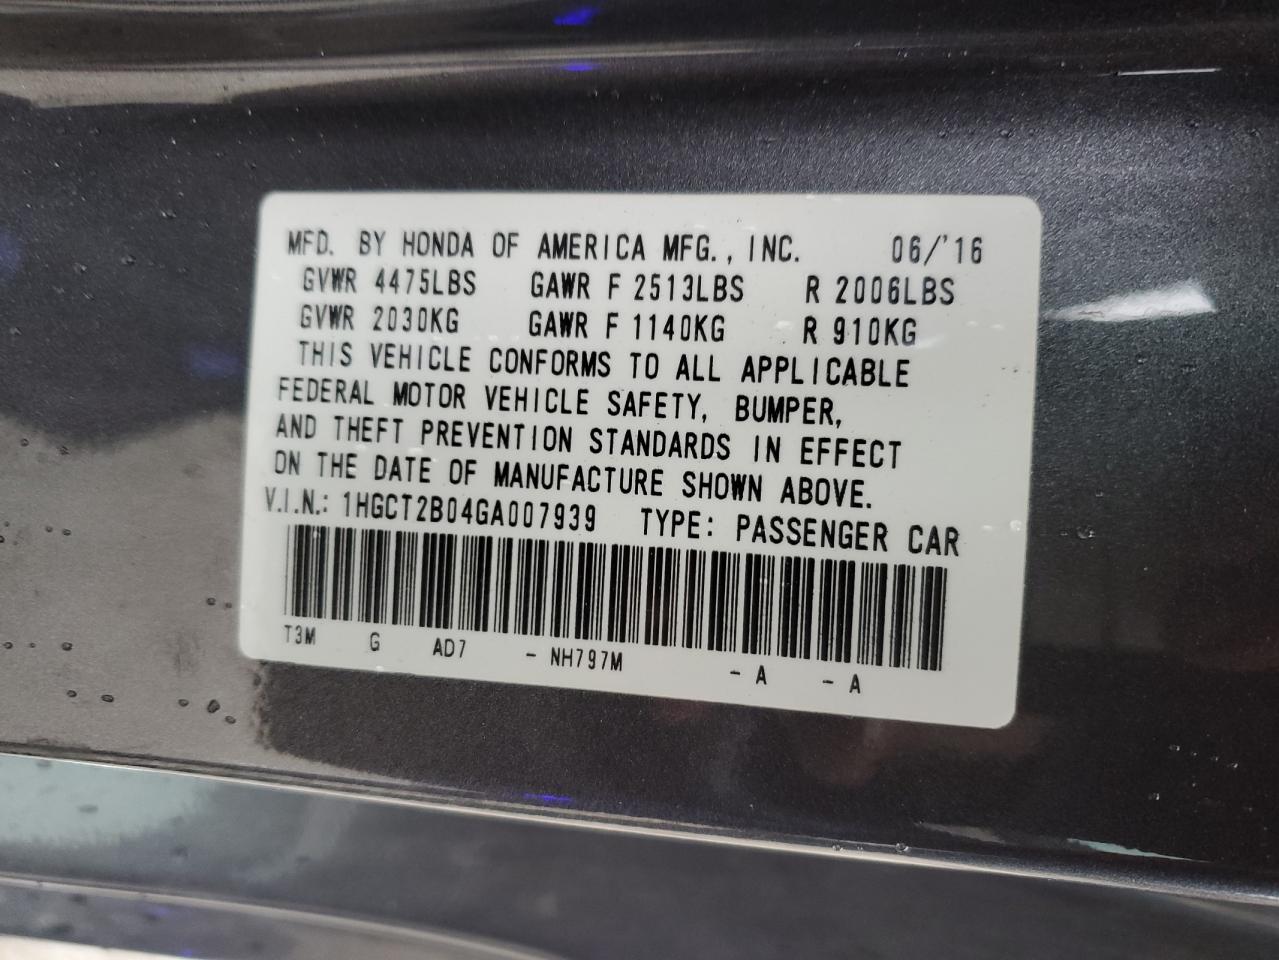 MFD. BY HONDA OF AMERICA MFG., INC. 06/'16
GVWR 4475LBS GAWR F 2513LBS R 2006LBS
GVWR 2030KG GAWR F 1140KG R 910KG
THIS VEHICLE CONFORMS TO ALL APPLICABLE
FEDERAL MOTOR VEHICLE SAFETY, BUMPER,
AND THEFT PREVENTION STANDARDS IN EFFECT
ON THE DATE OF MANUFACTURE SHOWN ABOVE.
V.I.N.: 1HGCT2B04GA007939 TYPE: PASSENGER CAR
T3M G AD7 - NH797M - A - A